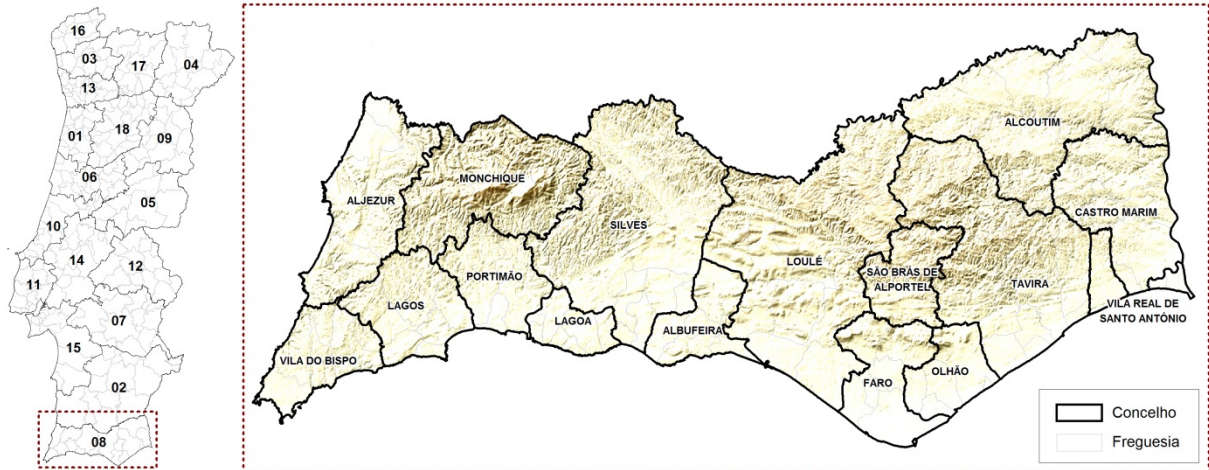 16
03
17
04
13
01
18
09
06
05
10
14
12
11
07
15
02
08
ALCOUTIM
MONCHIQUE
ALJEZUR
CASTRO MARIM
SILVES
LOULÉ
PORTIMÃO
SÃO BRÁS DE
ALPORTEL
TAVIRA
LAGOS
VILA REAL DE
SANTO ANTÓNIO
LAGOA
ALBUFEIRA
VILA DO BISPO
OLHÃO
FARO
Concelho
Freguesia